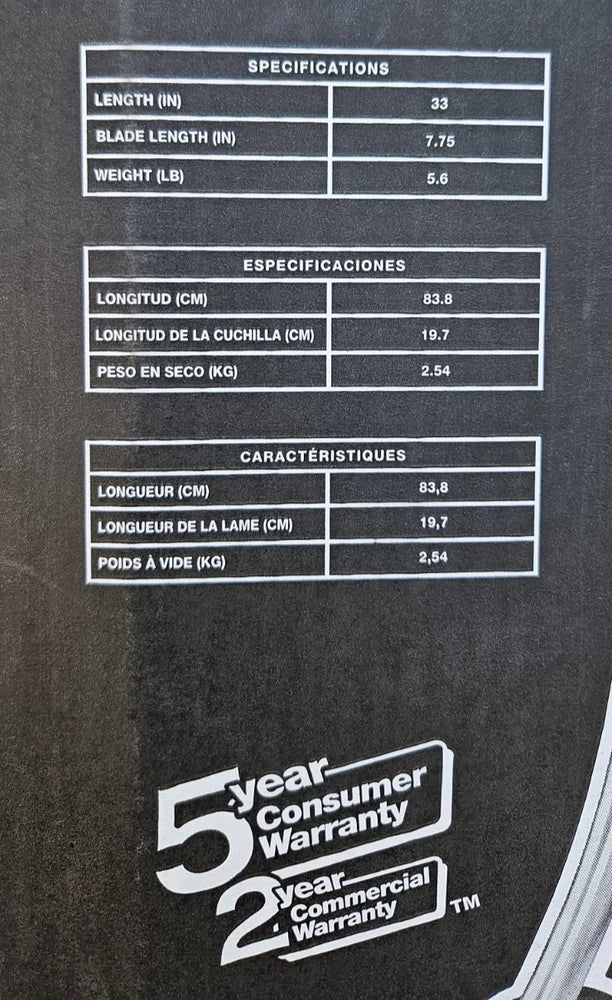 SPECIFICATIONS
LENGTH (IN) 33
BLADE LENGTH (IN) 7.75
WEIGHT (LB) 5.6
ESPECIFICACIONES
LONGITUD (CM) 83.8
LONGITUD DE LA CUCHILLA (CM) 19.7
PESO EN SECO (KG) 2.54
CARACTÉRISTIQUES
LONGUEUR (CM) 83,8
LONGUEUR DE LA LAME (CM) 19,7
POIDS À VIDE (KG) 2,54
5 year
Consumer
Warranty
2 year
Commercial
Warranty TM